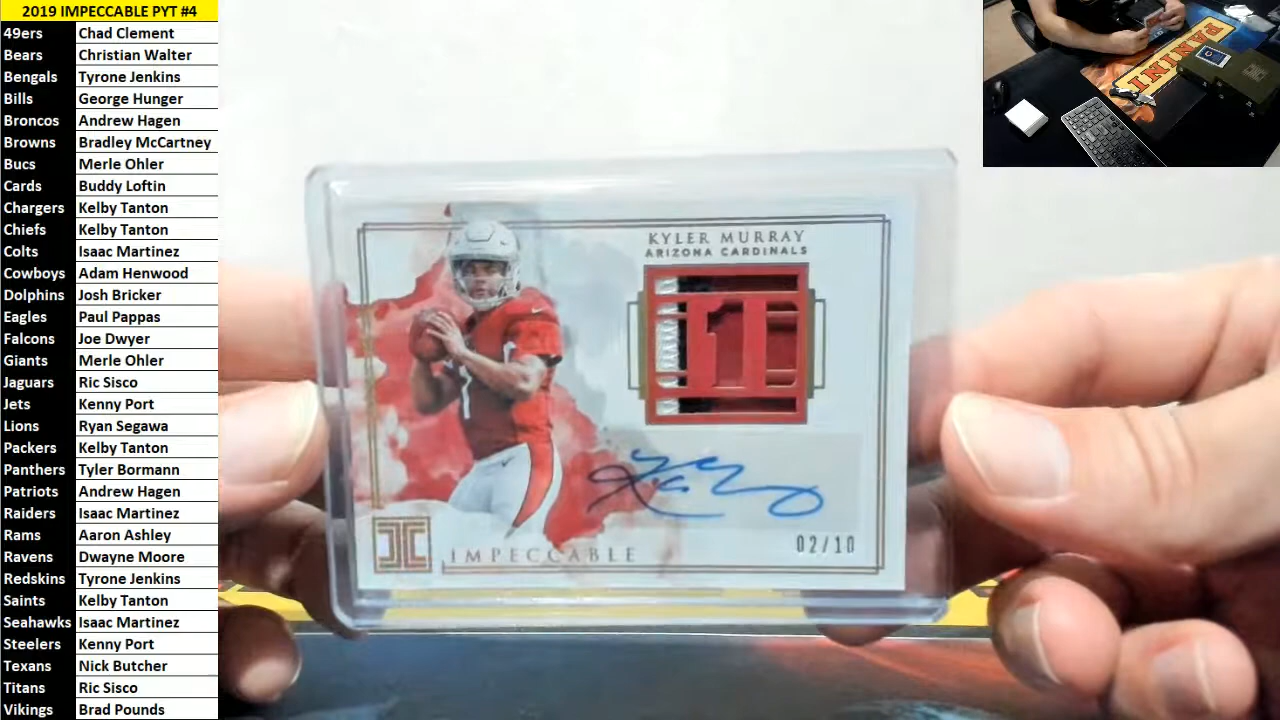 2019 IMPECCABLE PYT #4
49ers Chad Clement
Bears Christian Walter
Bengals Tyrone Jenkins
Bills George Hunger
Broncos Andrew Hagen
Browns Bradley McCartney
Bucs Merle Ohler
Cards Buddy Loftin
Chargers Kelby Tanton
Chiefs Kelby Tanton
Colts Isaac Martinez
Cowboys Adam Henwood
Dolphins Josh Bricker
Eagles Paul Pappas
Falcons Joe Dwyer
Giants Merle Ohler
Jaguars Ric Sisco
Jets Kenny Port
Lions Ryan Segawa
Packers Kelby Tanton
Panthers Tyler Bormann
Patriots Andrew Hagen
Raiders Isaac Martinez
Rams Aaron Ashley
Ravens Dwayne Moore
Redskins Tyrone Jenkins
Saints Kelby Tanton
Seahawks Isaac Martinez
Steelers Kenny Port
Texans Nick Butcher
Titans Ric Sisco
Vikings Brad Pounds
KYLER MURRAY
ARIZONA CARDINALS
1
02/10
IMPECCABLE
PANINI